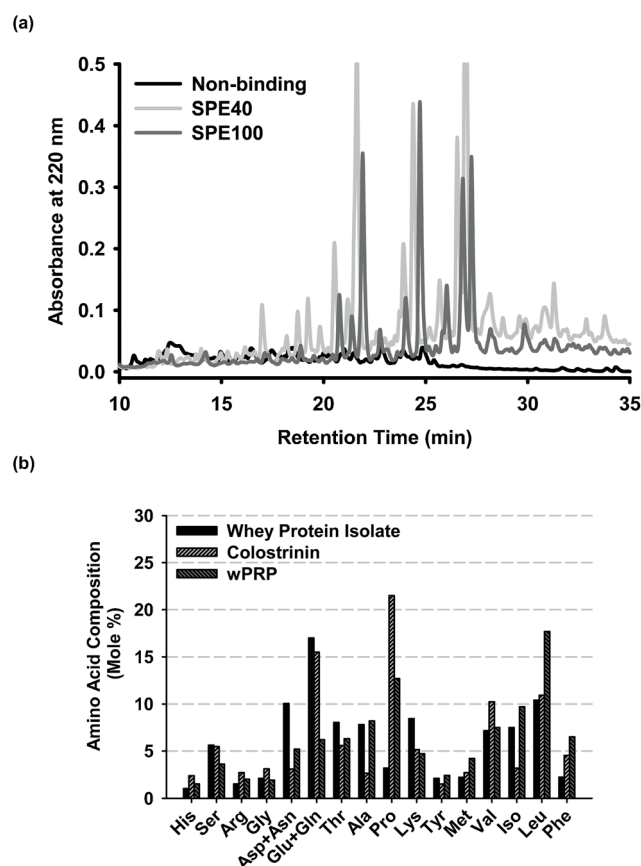 (a)
0.5
0.4
0.3
0.2
0.1
0.0
Absorbance at 220 nm
Non-binding
SPE40
SPE100
10
15
20
25
30
35
Retention Time (min)
(b)
30
25
20
15
10
5
0
Amino Acid Composition
(Mole %)
Whey Protein Isolate
Colostrinin
wPRP
His
Ser
Arg
Gly
Asp+Asn
Glu+Gln
Thr
Ala
Pro
Lys
Tyr
Met
Val
Iso
Leu
Phe